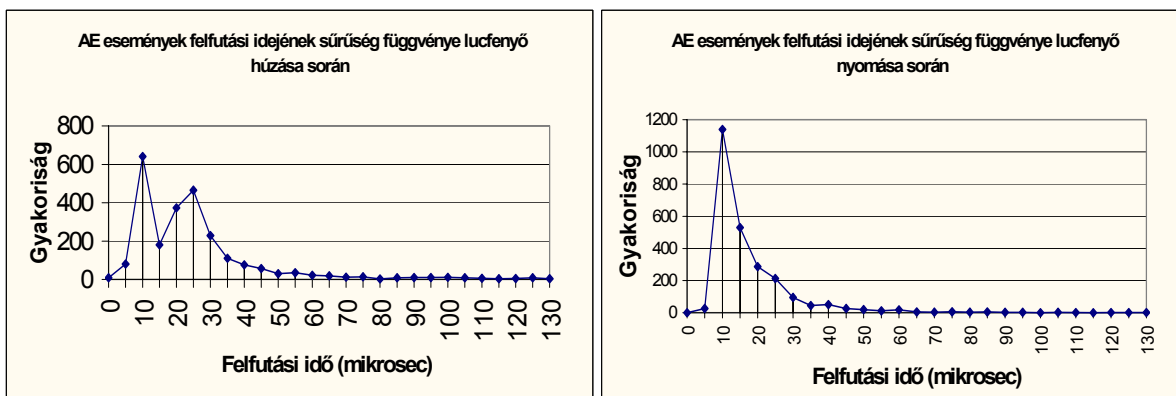 AE események felfutási idejének sűrűség függvénye lucfenyő
húzása során
800
600
400
200
0
Gyakoriság
0 10 20 30 40 50 60 70 80 90 100 110 120 130
Felfutási idő (mikrosec)
AE események felfutási idejének sűrűség függvénye lucfenyő
nyomása során
1200
1000
800
600
400
200
0
Gyakoriság
0 10 20 30 40 50 60 70 80 90 100 110 120 130
Felfutási idő (mikrosec)